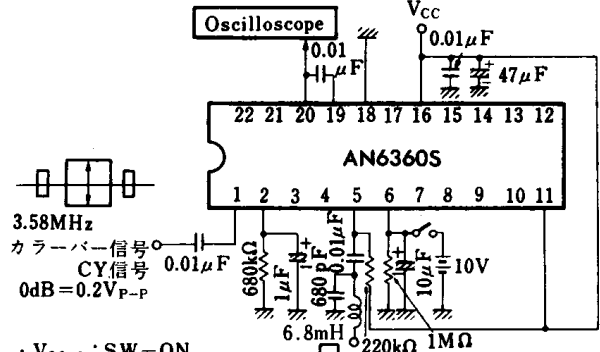 Oscilloscope
VCC
0.01
μF
0.01μF
47μF
22 21 20 19 18 17 16 15 14 13 12
AN6360S
1 2 3 4 5 6 7 8 9 10 11
3.58MHz
カラーバー信号
CY信号
0dB=0.2VP-P
0.01μF
680kΩ
1μF
680pF
0.01μF
10μF
10V
6.8mH
220kΩ
1MΩ
SW=ON